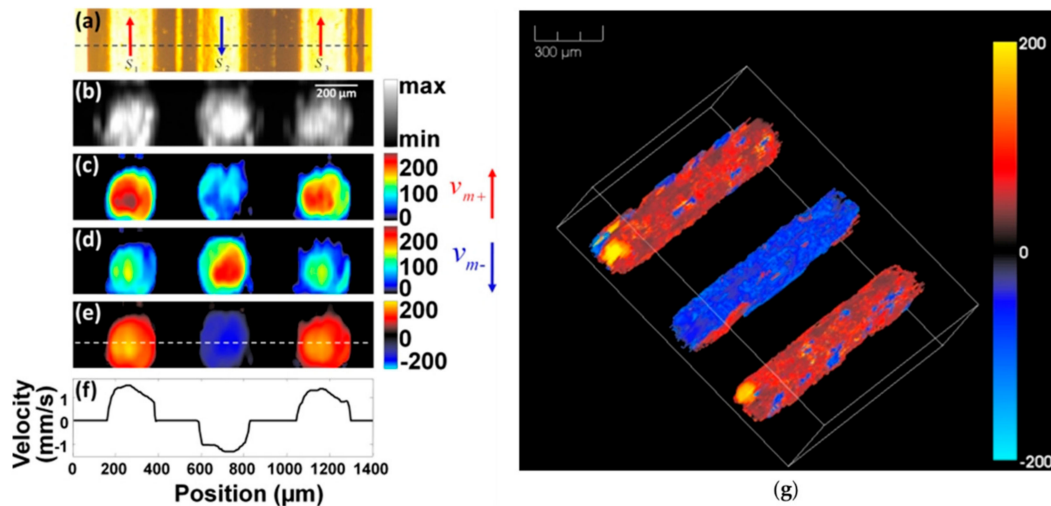 (a)
S1
S2
S3
(b)
200 μm
max
min
(c)
200
100
0
vm+
(d)
200
100
0
vm-
(e)
200
0
-200
(f)
Velocity
(mm/s)
1
0
-1
0 200 400 600 800 1000 1200 1400
Position (μm)
300 μm
200
100
0
-100
-200
(g)